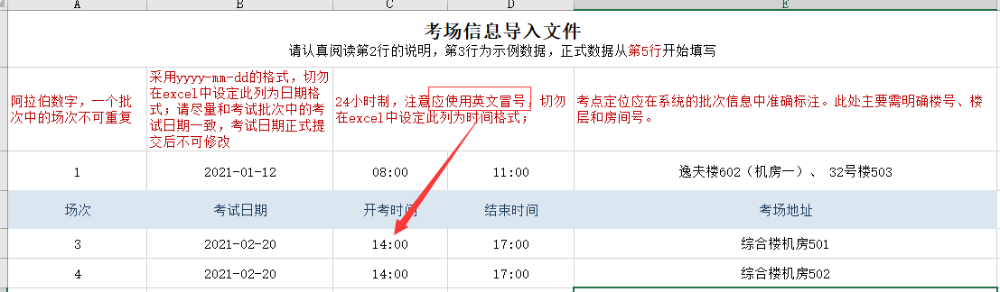 A B C D E
考场信息导入文件
请认真阅读第2行的说明，第3行为示例数据，正式数据从第5行开始填写
阿拉伯数字，一个批
次中的场次不可重复
采用yyyy-mm-dd的格式，切勿
在excel中设定此列为日期格
式；请尽量和考试批次中的考
试日期一致，考试日期正式提
交后不可修改
24小时制，注意应使用英文冒号，切勿
在excel中设定此列为时间格式；
考点定位应在系统的批次信息中准确标注。此处主要需明确楼号、楼
层和房间号。
1 2021-01-12 08:00 11:00 逸夫楼602（机房一）、 32号楼503
场次 考试日期 开考时间 结束时间 考场地址
3 2021-02-20 14:00 17:00 综合楼机房501
4 2021-02-20 14:00 17:00 综合楼机房502